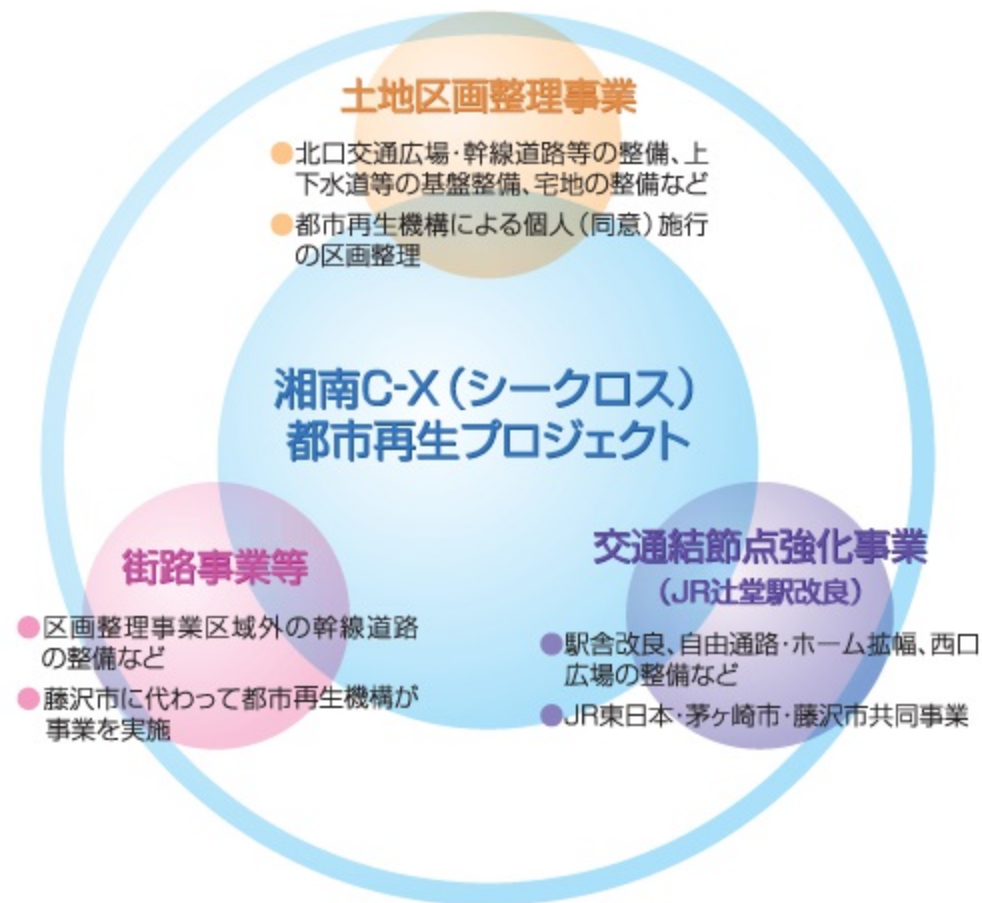 土地区画整理事業
●北口交通広場・幹線道路等の整備、上
下水道等の基盤整備、宅地の整備など
●都市再生機構による個人(同意)施行
の区画整理
湘南C-X(シークロス)
都市再生プロジェクト
街路事業等
●区画整理事業区域外の幹線道路
の整備など
●藤沢市に代わって都市再生機構が
事業を実施
交通結節点強化事業
(JR辻堂駅改良)
●駅舎改良、自由通路・ホーム拡幅、西口
広場の整備など
●JR東日本・茅ヶ崎市・藤沢市共同事業